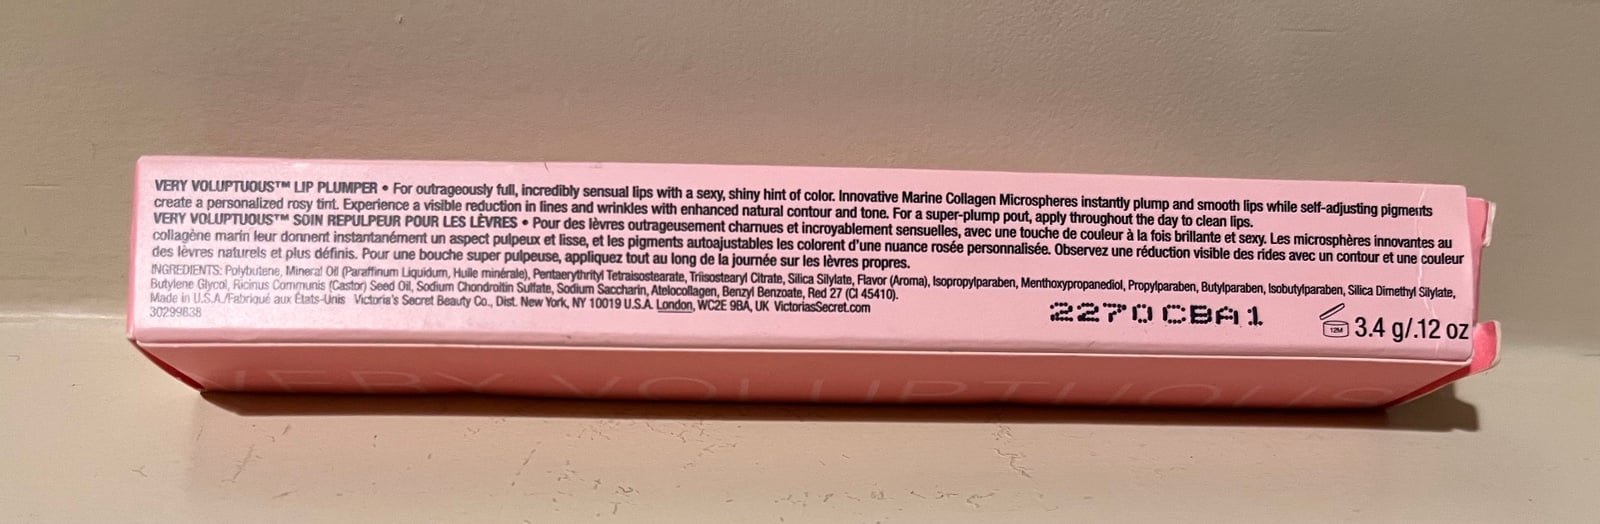 VERY VOLUPTUOUS™ LIP PLUMPER • For outrageously full, incredibly sensual lips with a sexy, shiny hint of color. Innovative Marine Collagen Microspheres instantly plump and smooth lips while self-adjusting pigments
create a personalized rosy tint. Experience a visible reduction in lines and wrinkles with enhanced natural contour and tone. For a super-plump pout, apply throughout the day to clean lips.
VERY VOLUPTUOUS™ SOIN REPULPEUR POUR LES LÈVRES • Pour des lèvres outrageusement charnues et incroyablement sensuelles, avec une touche de couleur à la fois brillante et sexy. Les microsphères innovantes au
collagène marin leur donnent instantanément un aspect pulpeux et lisse, et les pigments autoajustables les colorent d'une nuance rosée personnalisée. Observez une réduction visible des rides avec un contour et une couleur
des lèvres naturels et plus définis. Pour une bouche super pulpeuse, appliquez tout au long de la journée sur les lèvres propres.
INGREDIENTS: Polybutene, Mineral Oil (Paraffinum Liquidum, Huile minérale), Pentaerythrityl Tetraisostearate, Triisostearyl Citrate, Silica Silylate, Flavor (Aroma), Isopropylparaben, Menthoxypropanediol, Propylparaben, Butylparaben, Isobutylparaben, Silica Dimethyl Silylate,
Butylene Glycol, Ricinus Communis (Castor) Seed Oil, Sodium Chondroitin Sulfate, Sodium Saccharin, Atelocollagen, Benzyl Benzoate, Red 27 (CI 45410).
Made in U.S.A./Fabriqué aux États-Unis Victoria's Secret Beauty Co., Dist. New York, NY 10019 U.S.A. London, WC2E 9BA, UK VictoriasSecret.com
30299838
2270CBA1
12M 3.4 g/.12 oz
VERY VOLUPTUOUS